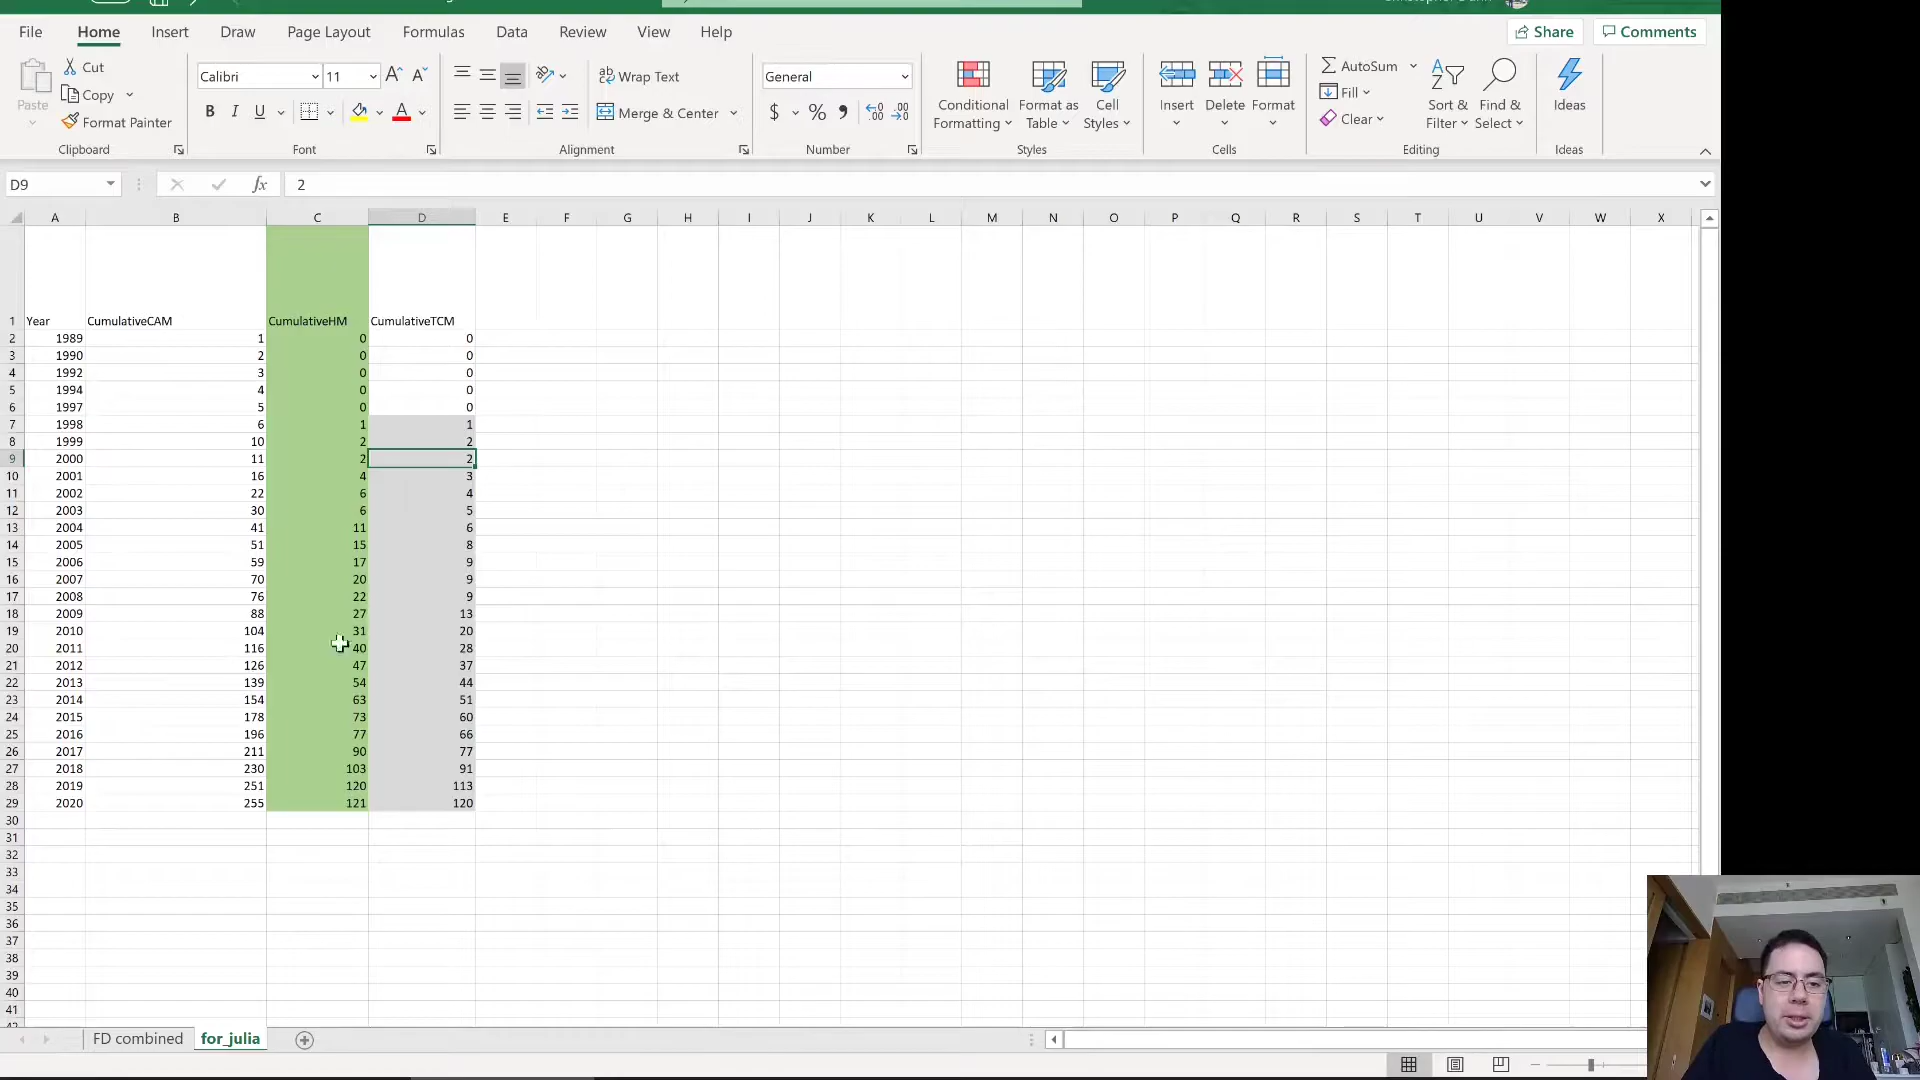 File Home Insert Draw Page Layout Formulas Data Review View Help Share Comments
Paste Cut Copy Format Painter Clipboard
Calibri 11 A A B I U A Font
ab Wrap Text Merge & Center Alignment
General $ % Number
Conditional Formatting Format as Table Cell Styles Styles
Insert Delete Format Cells
AutoSum Fill Clear Sort & Filter Find & Select Editing
Ideas Ideas
D9 fx 2
A B C D E F G H I J K L M N O P Q R S T U V W X
1 Year CumulativeCAM CumulativeHM CumulativeTCM
2 1989 1 0 0
3 1990 2 0 0
4 1992 3 0 0
5 1994 4 0 0
6 1997 5 0 0
7 1998 6 1 1
8 1999 10 2 2
9 2000 11 2 2
10 2001 16 4 3
11 2002 22 6 4
12 2003 30 6 5
13 2004 41 11 6
14 2005 51 15 8
15 2006 59 17 9
16 2007 70 20 9
17 2008 76 22 9
18 2009 88 27 13
19 2010 104 31 20
20 2011 116 40 28
21 2012 126 47 37
22 2013 139 54 44
23 2014 154 63 51
24 2015 178 73 60
25 2016 196 77 66
26 2017 211 90 77
27 2018 230 103 91
28 2019 251 120 113
29 2020 255 121 120
30
31
32
33
34
35
36
37
38
39
40
41
FD combined for_julia